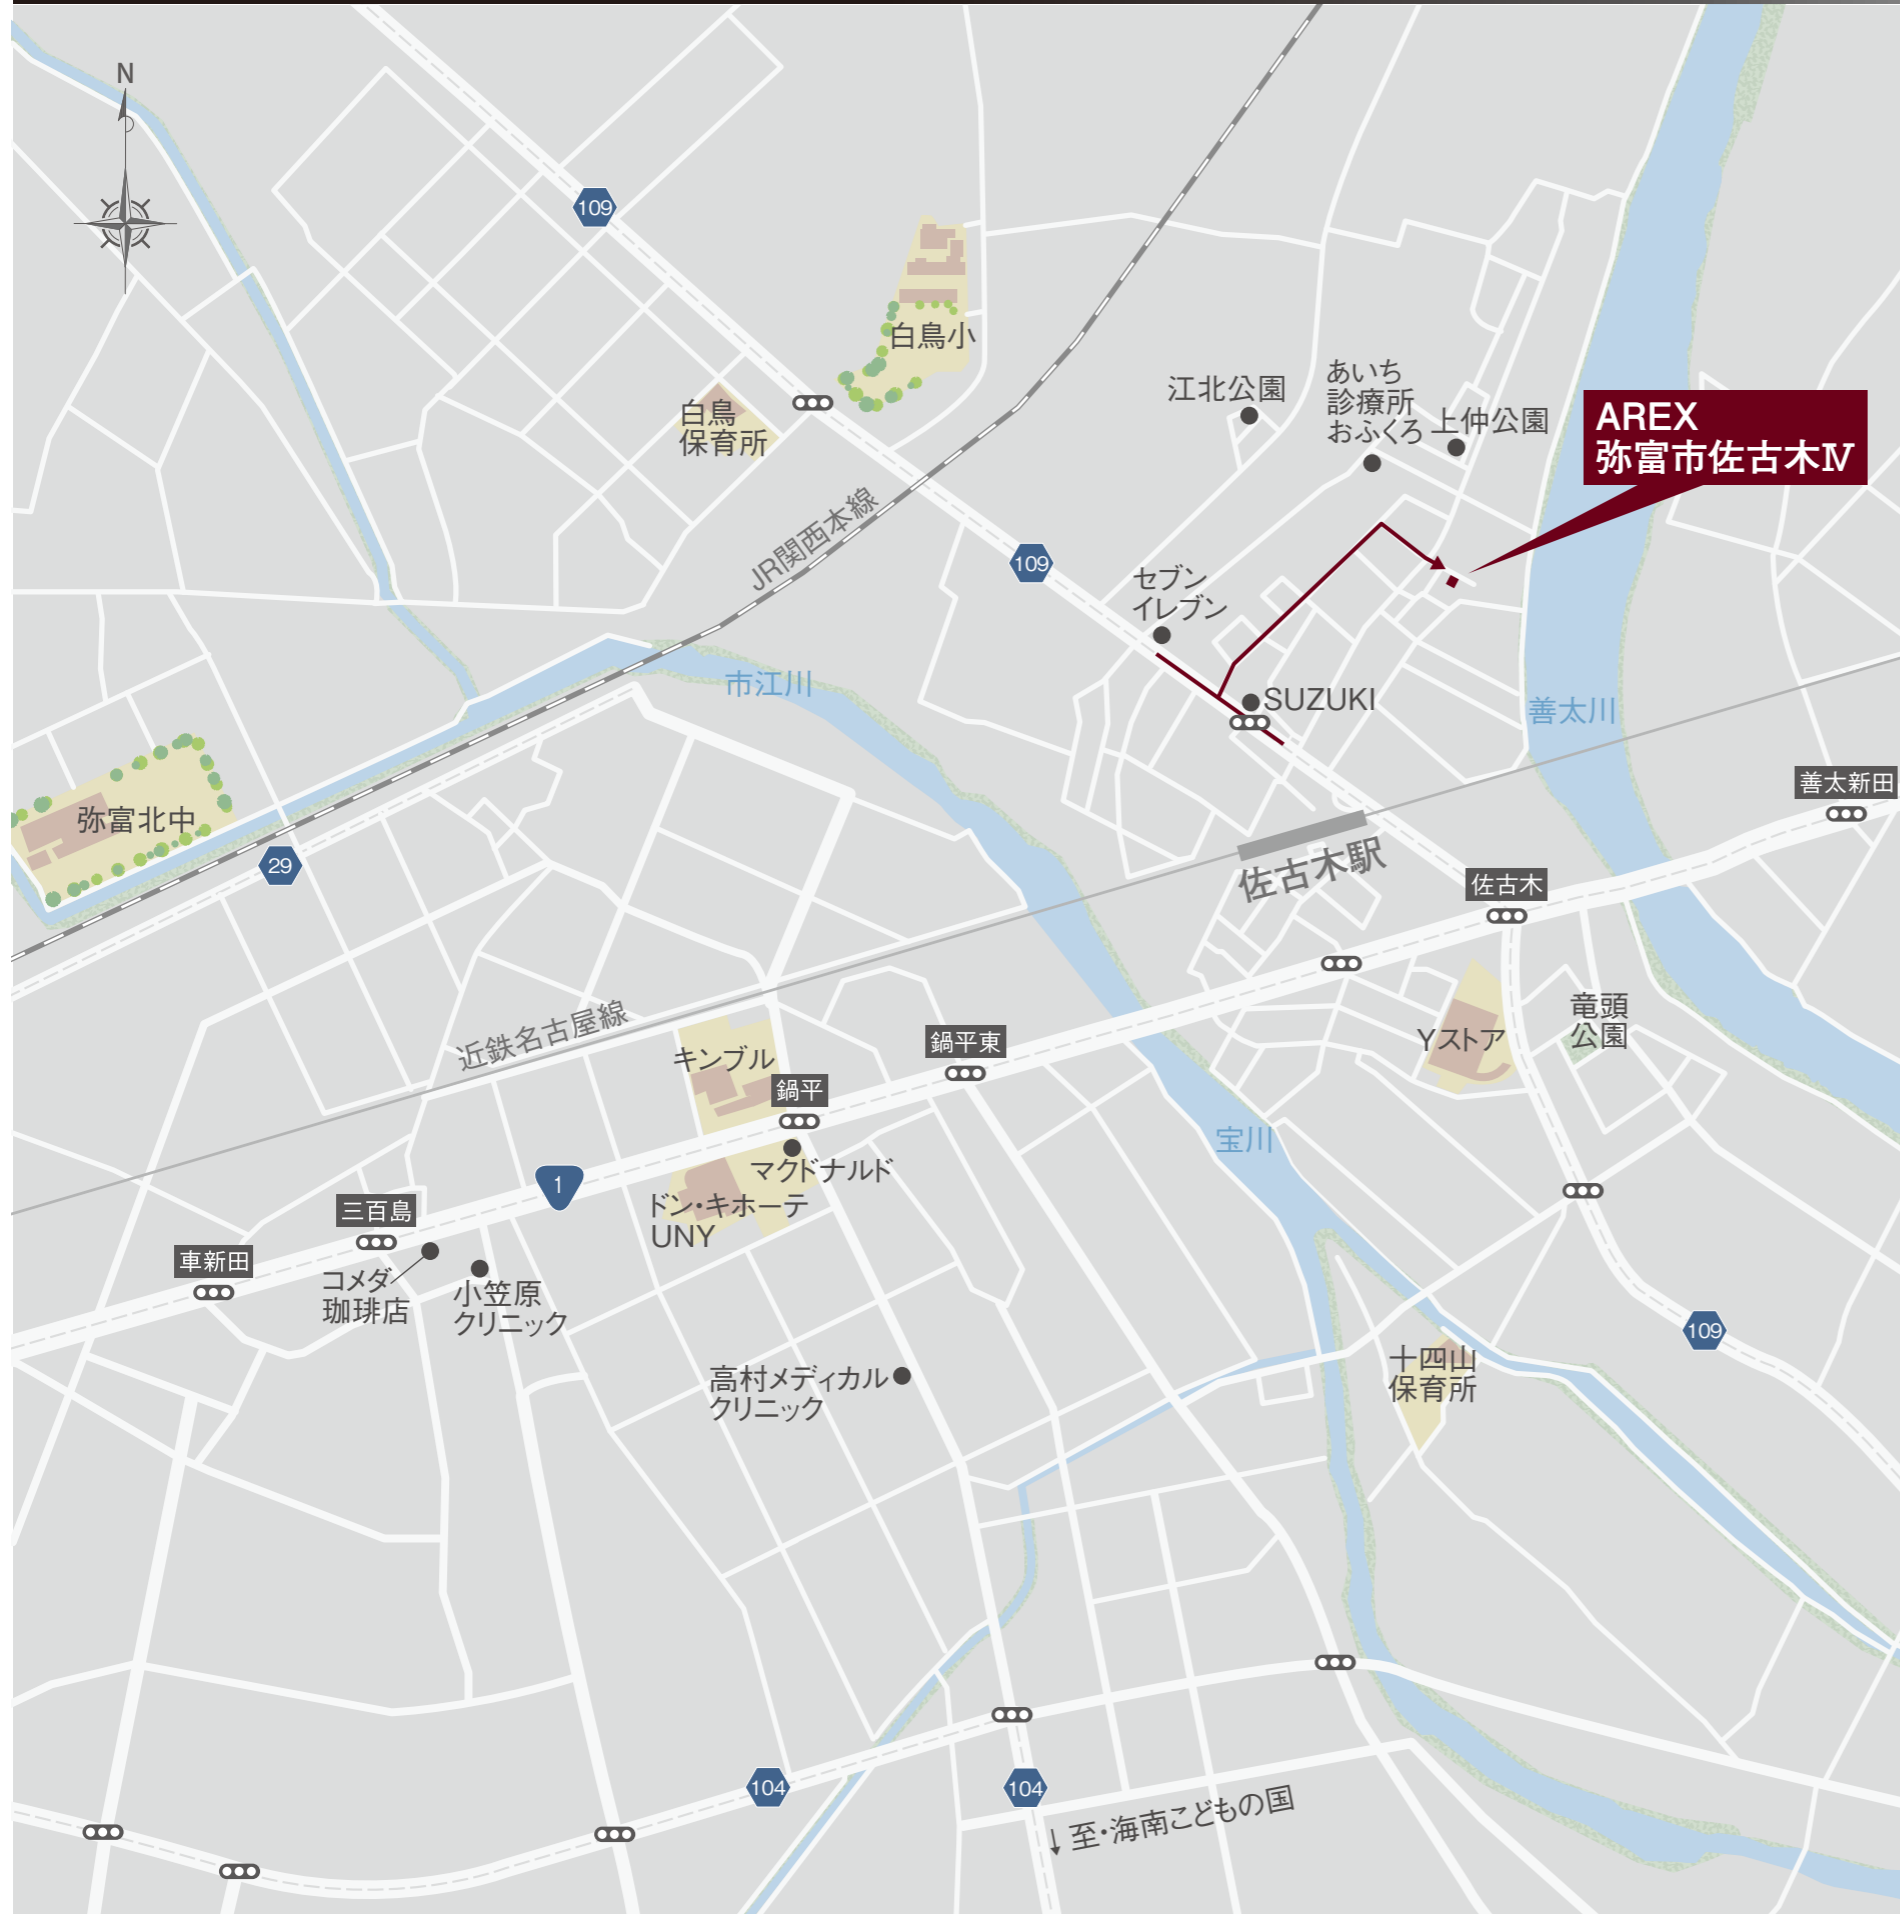 N
109
白鳥小
江北公園
あいち
診療所
おふくろ
上仲公園
AREX
弥富市佐古木Ⅳ
白鳥
保育所
JR関西本線
109
セブン
イレブン
市江川
SUZUKI
善太川
善太新田
弥富北中
29
佐古木駅
佐古木
近鉄名古屋線
キンブル
鍋平東
Yストア
竜頭
公園
鍋平
マクドナルド
宝川
1
ドン・キホーテ
UNY
三百島
車新田
コメダ
珈琲店
小笠原
クリニック
109
高村メディカル
クリニック
十四山
保育所
104
104
↓至・海南こどもの国